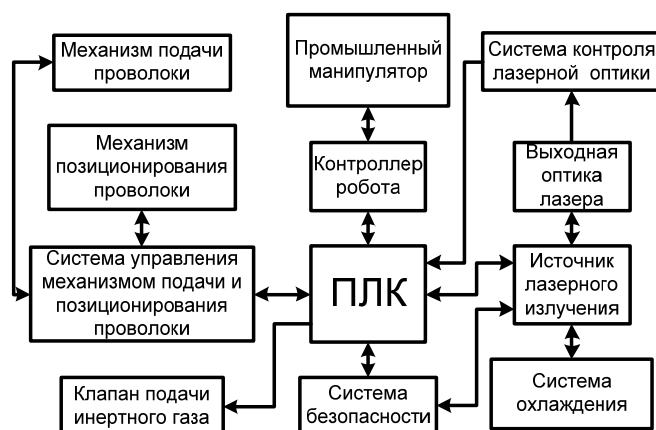 Механизм подачи
проволоки
Промышленный
манипулятор
Система контроля
лазерной оптики
Механизм
позиционирования
проволоки
Контроллер
робота
Выходная
оптика
лазера
Система управления
механизмом подачи и
позиционирования
проволоки
ПЛК
Источник
лазерного
излучения
Клапан подачи
инертного газа
Система
безопасности
Система
охлаждения